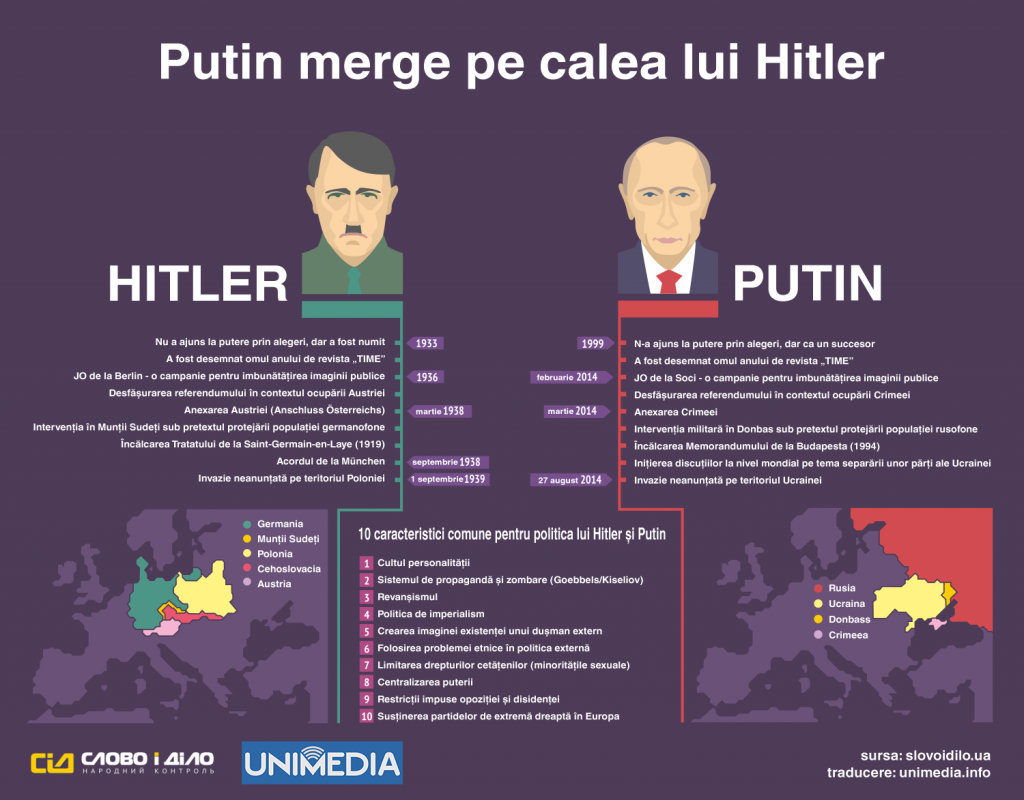 Putin merge pe calea lui Hitler
HITLER
Nu a ajuns la putere prin alegeri, dar a fost numit
1933
A fost desemnat omul anului de revista „TIME”
JO de la Berlin - o campanie pentru imbunătățirea imaginii publice
1936
Desfășurarea referendumului în contextul ocupării Austriei
Anexarea Austriei (Anschluss Österreichs)
martie 1938
Intervenția în Munții Sudeți sub pretextul protejării populației germanofone
Încălcarea Tratatului de la Saint-Germain-en-Laye (1919)
Acordul de la München
septembrie 1938
Invazie neanunțată pe teritoriul Poloniei
1 septembrie 1939
PUTIN
1999
N-a ajuns la putere prin alegeri, dar ca un succesor
A fost desemnat omul anului de revista „TIME”
februarie 2014
JO de la Soci - o campanie pentru imbunătățirea imaginii publice
Desfășurarea referendumului în contextul ocupării Crimeei
martie 2014
Anexarea Crimeei
Intervenția militară în Donbas sub pretextul protejării populației rusofone
Încălcarea Memorandumului de la Budapesta (1994)
Inițierea discuțiilor la nivel mondial pe tema separării unor părți ale Ucrainei
27 august 2014
Invazie neanunțată pe teritoriul Ucrainei
Germania
Munții Sudeți
Polonia
Cehoslovacia
Austria
10 caracteristici comune pentru politica lui Hitler și Putin
1 Cultul personalității
2 Sistemul de propagandă și zombare (Goebbels/Kiseliov)
3 Revanșismul
4 Politica de imperialism
5 Crearea imaginei existenței unui dușman extern
6 Folosirea problemei etnice în politica externă
7 Limitarea drepturilor cetățenilor (minoritățile sexuale)
8 Centralizarea puterii
9 Restricții impuse opoziției și disidenței
10 Susținerea partidelor de extremă dreaptă în Europa
Rusia
Ucraina
Donbass
Crimeea
СІД СЛОВО І ДІЛО
НАРОДНИЙ КОНТРОЛЬ
UNIMEDIA
sursa: slovoidilo.ua
traducere: unimedia.info